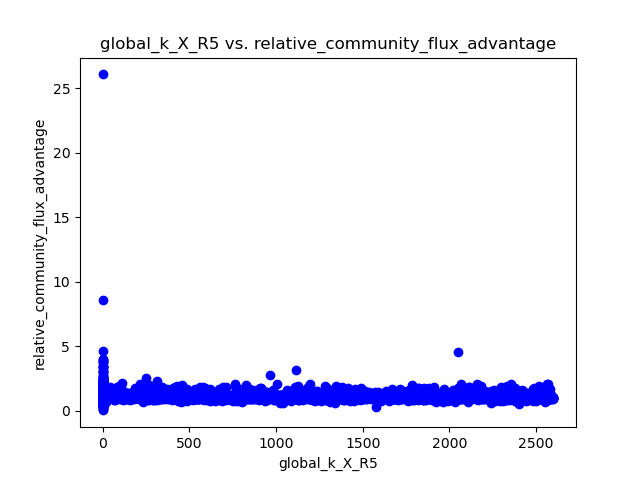 global_k_X_R5 vs. relative_community_flux_advantage
relative_community_flux_advantage
25
20
15
10
5
0
0 500 1000 1500 2000 2500
global_k_X_R5